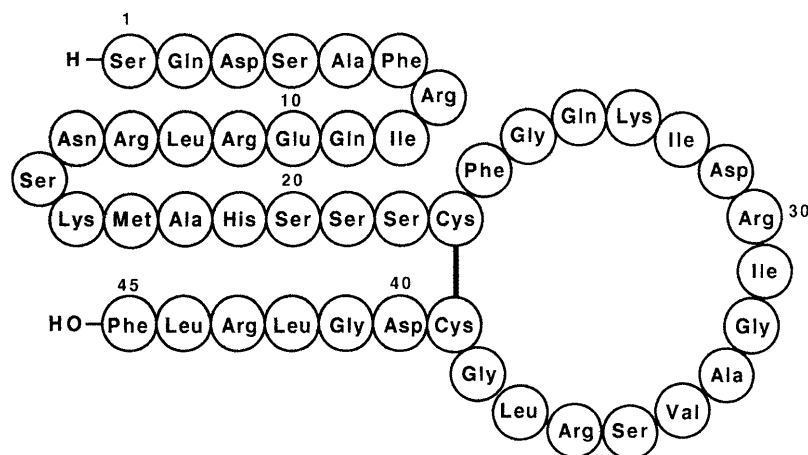 1
H Ser Gln Asp Ser Ala Phe
Arg
10
Asn Arg Leu Arg Glu Gln Ile
Ser
20
Lys Met Ala His Ser Ser Ser Cys
Phe Gly Gln Lys Ile Asp
Arg 30
Ile
Gly
Ala
Val
Ser
Arg
Leu
Gly
45 40
HO Phe Leu Arg Leu Gly Asp Cys